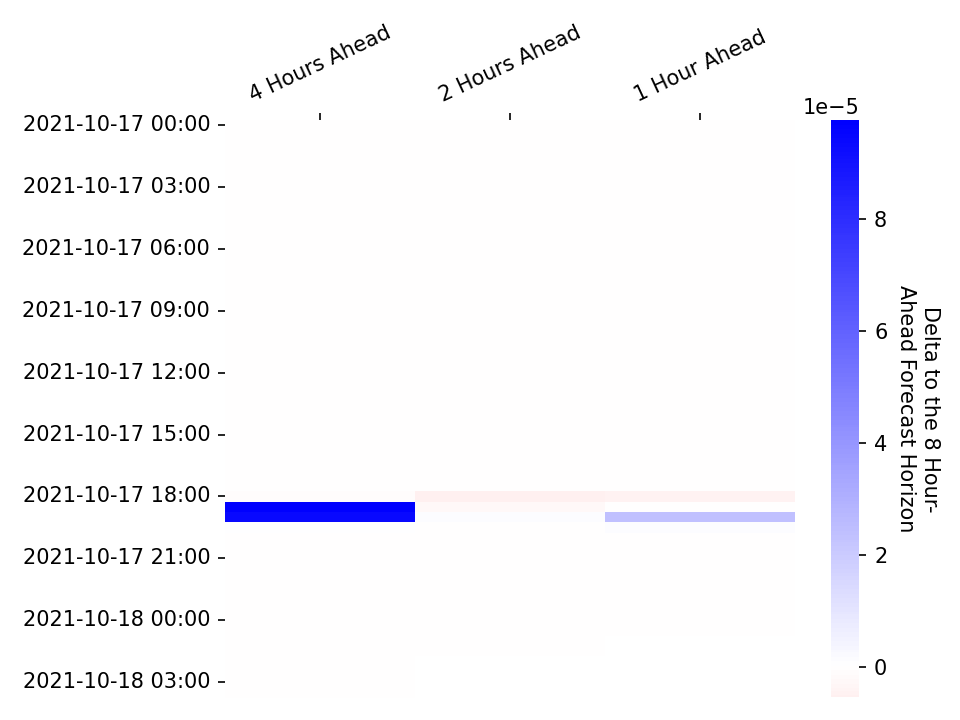 4 Hours Ahead
2 Hours Ahead
1 Hour Ahead
2021-10-17 00:00
2021-10-17 03:00
2021-10-17 06:00
2021-10-17 09:00
2021-10-17 12:00
2021-10-17 15:00
2021-10-17 18:00
2021-10-17 21:00
2021-10-18 00:00
2021-10-18 03:00
1e−5
8
6
4
2
0
Delta to the 8 Hour-
Ahead Forecast Horizon